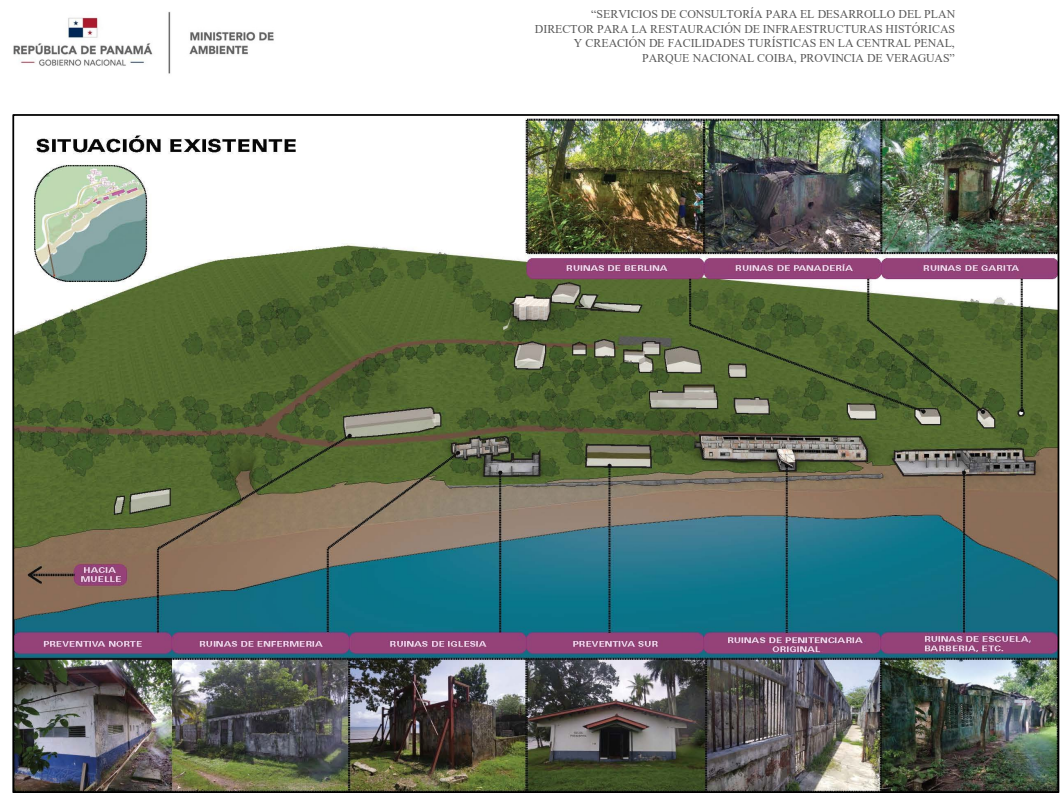 REPÚBLICA DE PANAMÁ
GOBIERNO NACIONAL
MINISTERIO DE
AMBIENTE
“SERVICIOS DE CONSULTORÍA PARA EL DESARROLLO DEL PLAN
DIRECTOR PARA LA RESTAURACIÓN DE INFRAESTRUCTURAS HISTÓRICAS
Y CREACIÓN DE FACILIDADES TURÍSTICAS EN LA CENTRAL PENAL,
PARQUE NACIONAL COIBA, PROVINCIA DE VERAGUAS”
SITUACIÓN EXISTENTE
RUINAS DE BERLINA
RUINAS DE PANADERÍA
RUINAS DE GARITA
HACIA
MUELLE
PREVENTIVA NORTE
RUINAS DE ENFERMERIA
RUINAS DE IGLESIA
PREVENTIVA SUR
RUINAS DE PENITENCIARIA
ORIGINAL
RUINAS DE ESCUELA,
BARBERIA, ETC.